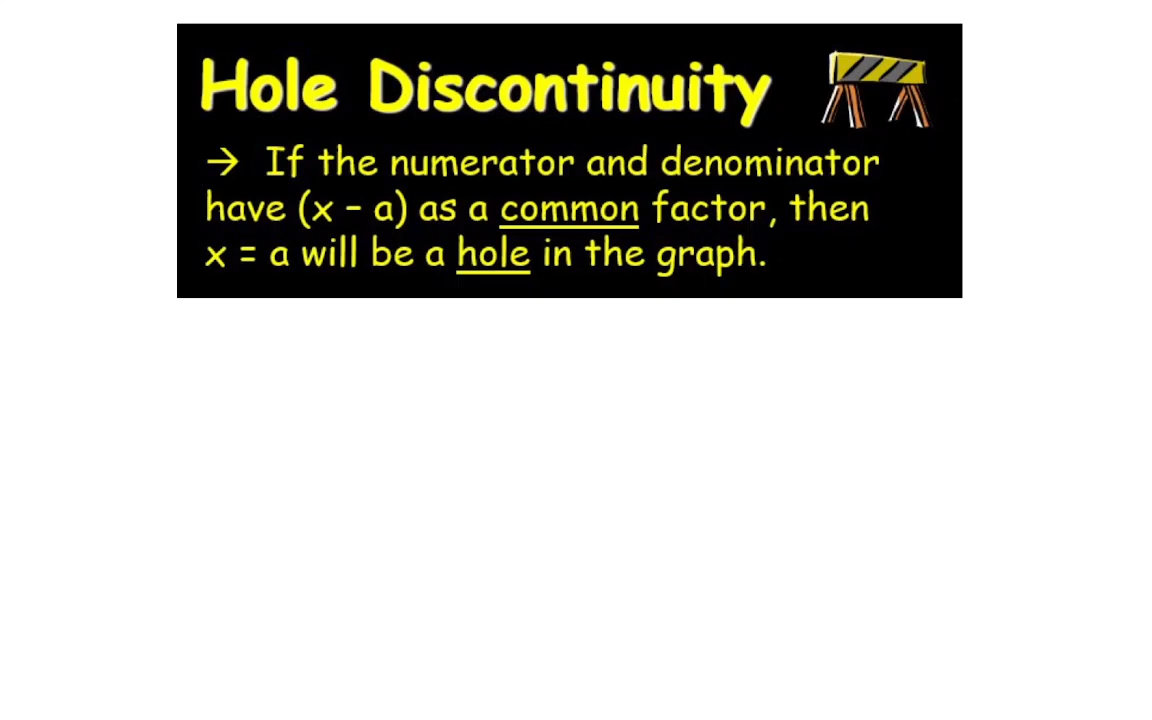 Hole Discontinuity
→ If the numerator and denominator
have (x – a) as a common factor, then
x = a will be a hole in the graph.